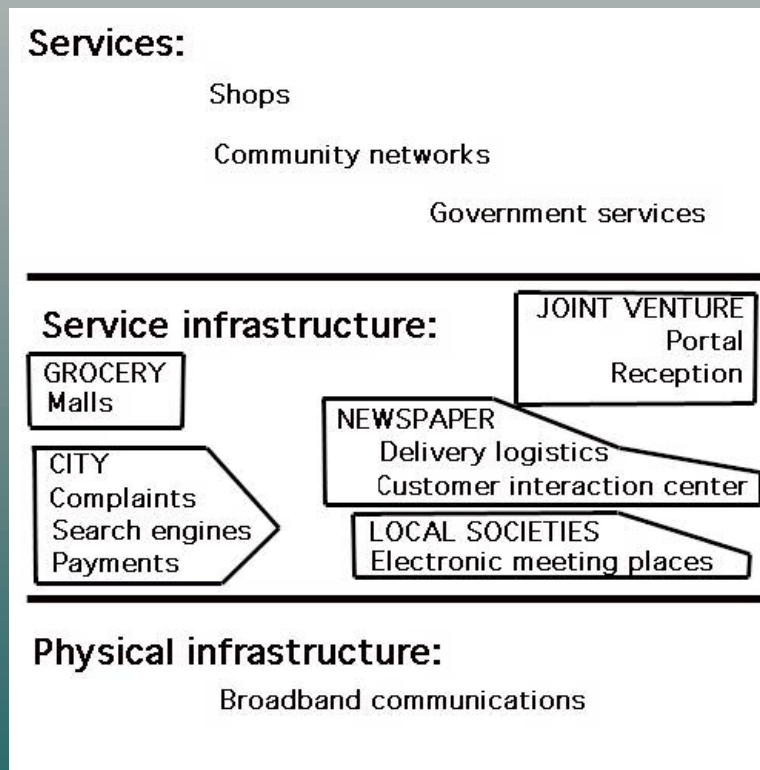 Services:
Shops
Community networks
Government services
Service infrastructure:
JOINT VENTURE
Portal
Reception
GROCERY
Malls
NEWSPAPER
Delivery logistics
Customer interaction center
CITY
Complaints
Search engines
Payments
LOCAL SOCIETIES
Electronic meeting places
Physical infrastructure:
Broadband communications